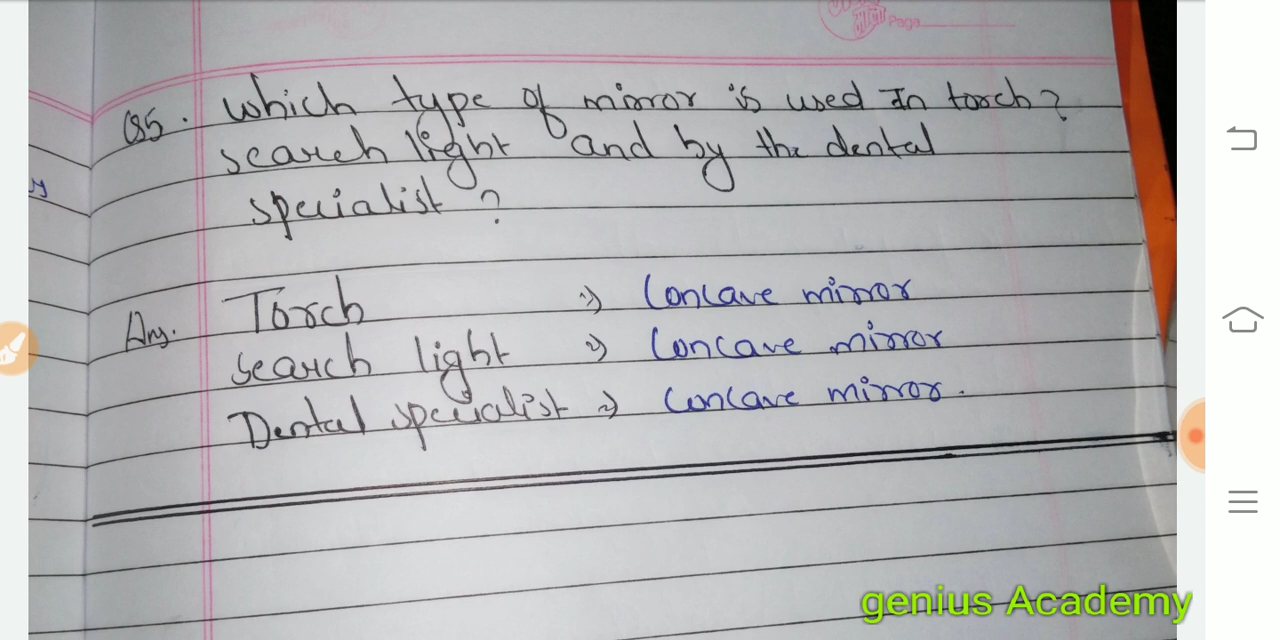 Page
Q5. Which type of mirror is used In torch?
search light and by the dental
specialist?
Ans. Torch → Concave mirror
search light → Concave mirror
Dental specialist → Concave mirror.
genius Academy